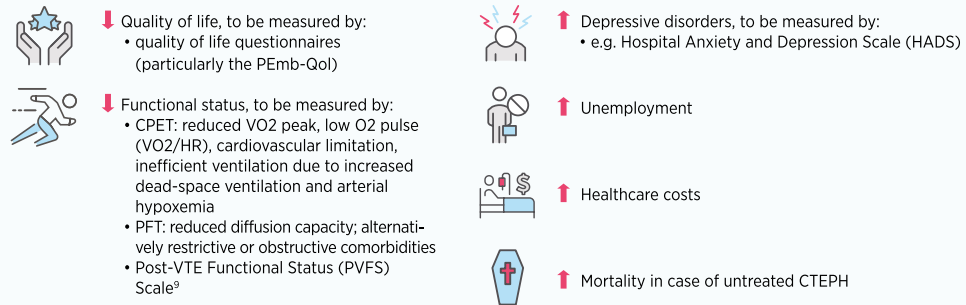 Quality of life, to be measured by:
• quality of life questionnaires
(particularly the PEmb-Qol)
Functional status, to be measured by:
• CPET: reduced VO2 peak, low O2 pulse
(VO2/HR), cardiovascular limitation,
inefficient ventilation due to increased
dead-space ventilation and arterial
hypoxemia
• PFT: reduced diffusion capacity; alternati-
vely restrictive or obstructive comorbidities
• Post-VTE Functional Status (PVFS)
Scale⁹
Depressive disorders, to be measured by:
• e.g. Hospital Anxiety and Depression Scale (HADS)
Unemployment
$
Healthcare costs
Mortality in case of untreated CTEPH